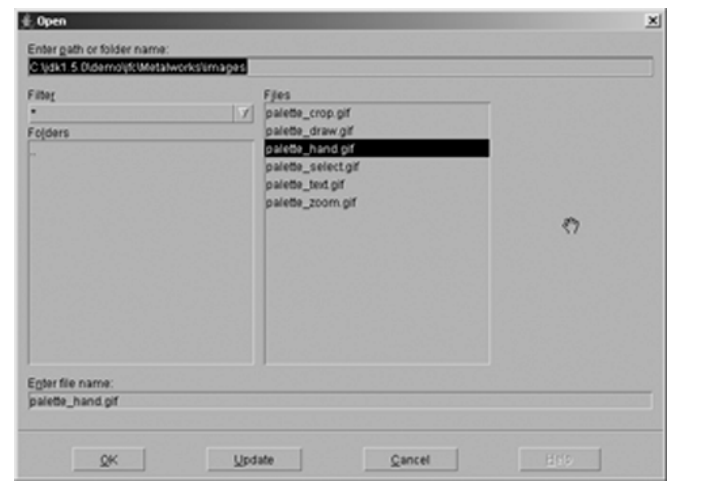 Open
Enter path or folder name:
C:\jdk1.5.0\demo\jfc\Metalworks\images
Filter
Files
*
Folders
..
palette_crop.gif
palette_draw.gif
palette_hand.gif
palette_select.gif
palette_text.gif
palette_zoom.gif
Enter file name:
palette_hand.gif
OK Update Cancel Help